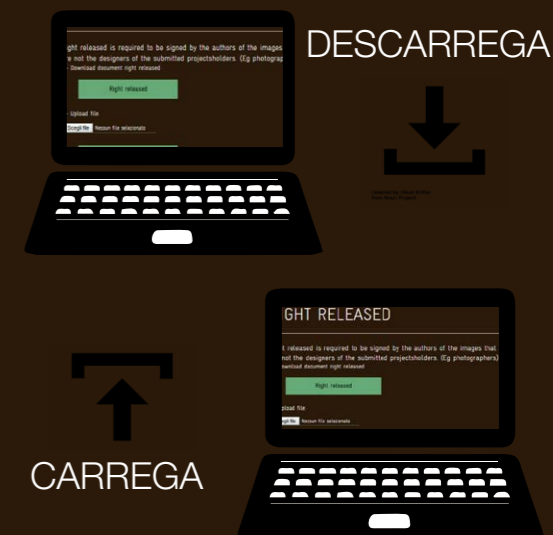 DESCARREGA
ght released is required to be signed by the authors of the images
e not the designers of the submitted projectsholders. (Eg photograp
- Download document right released
Right released
- Upload file
Scegli file Nessun file selezionato
GHT RELEASED
t released is required to be signed by the authors of the images that
not the designers of the submitted projectsholders. (Eg photographers)
ownload document right released
Right released
pload file
egli file Nessun file selezionato
CARREGA